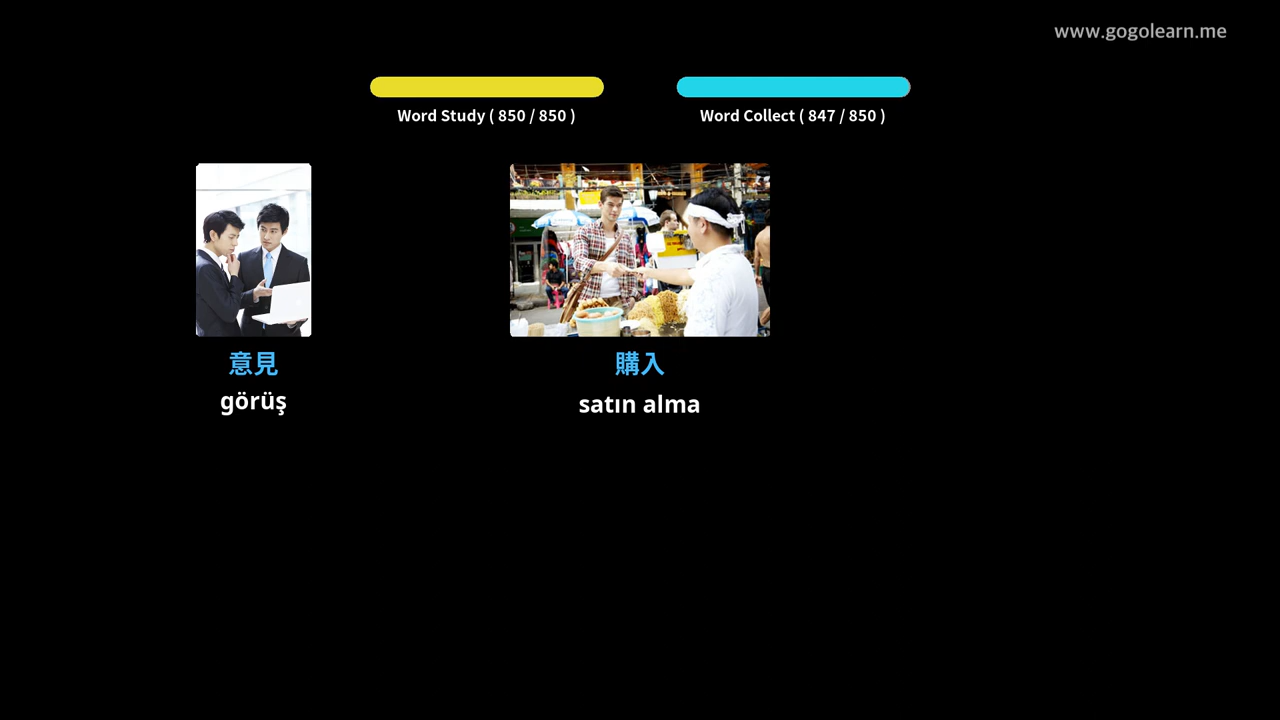 www.gogolearn.me
Word Study ( 850 / 850 )
Word Collect ( 847 / 850 )
意見
görüş
購入
satın alma